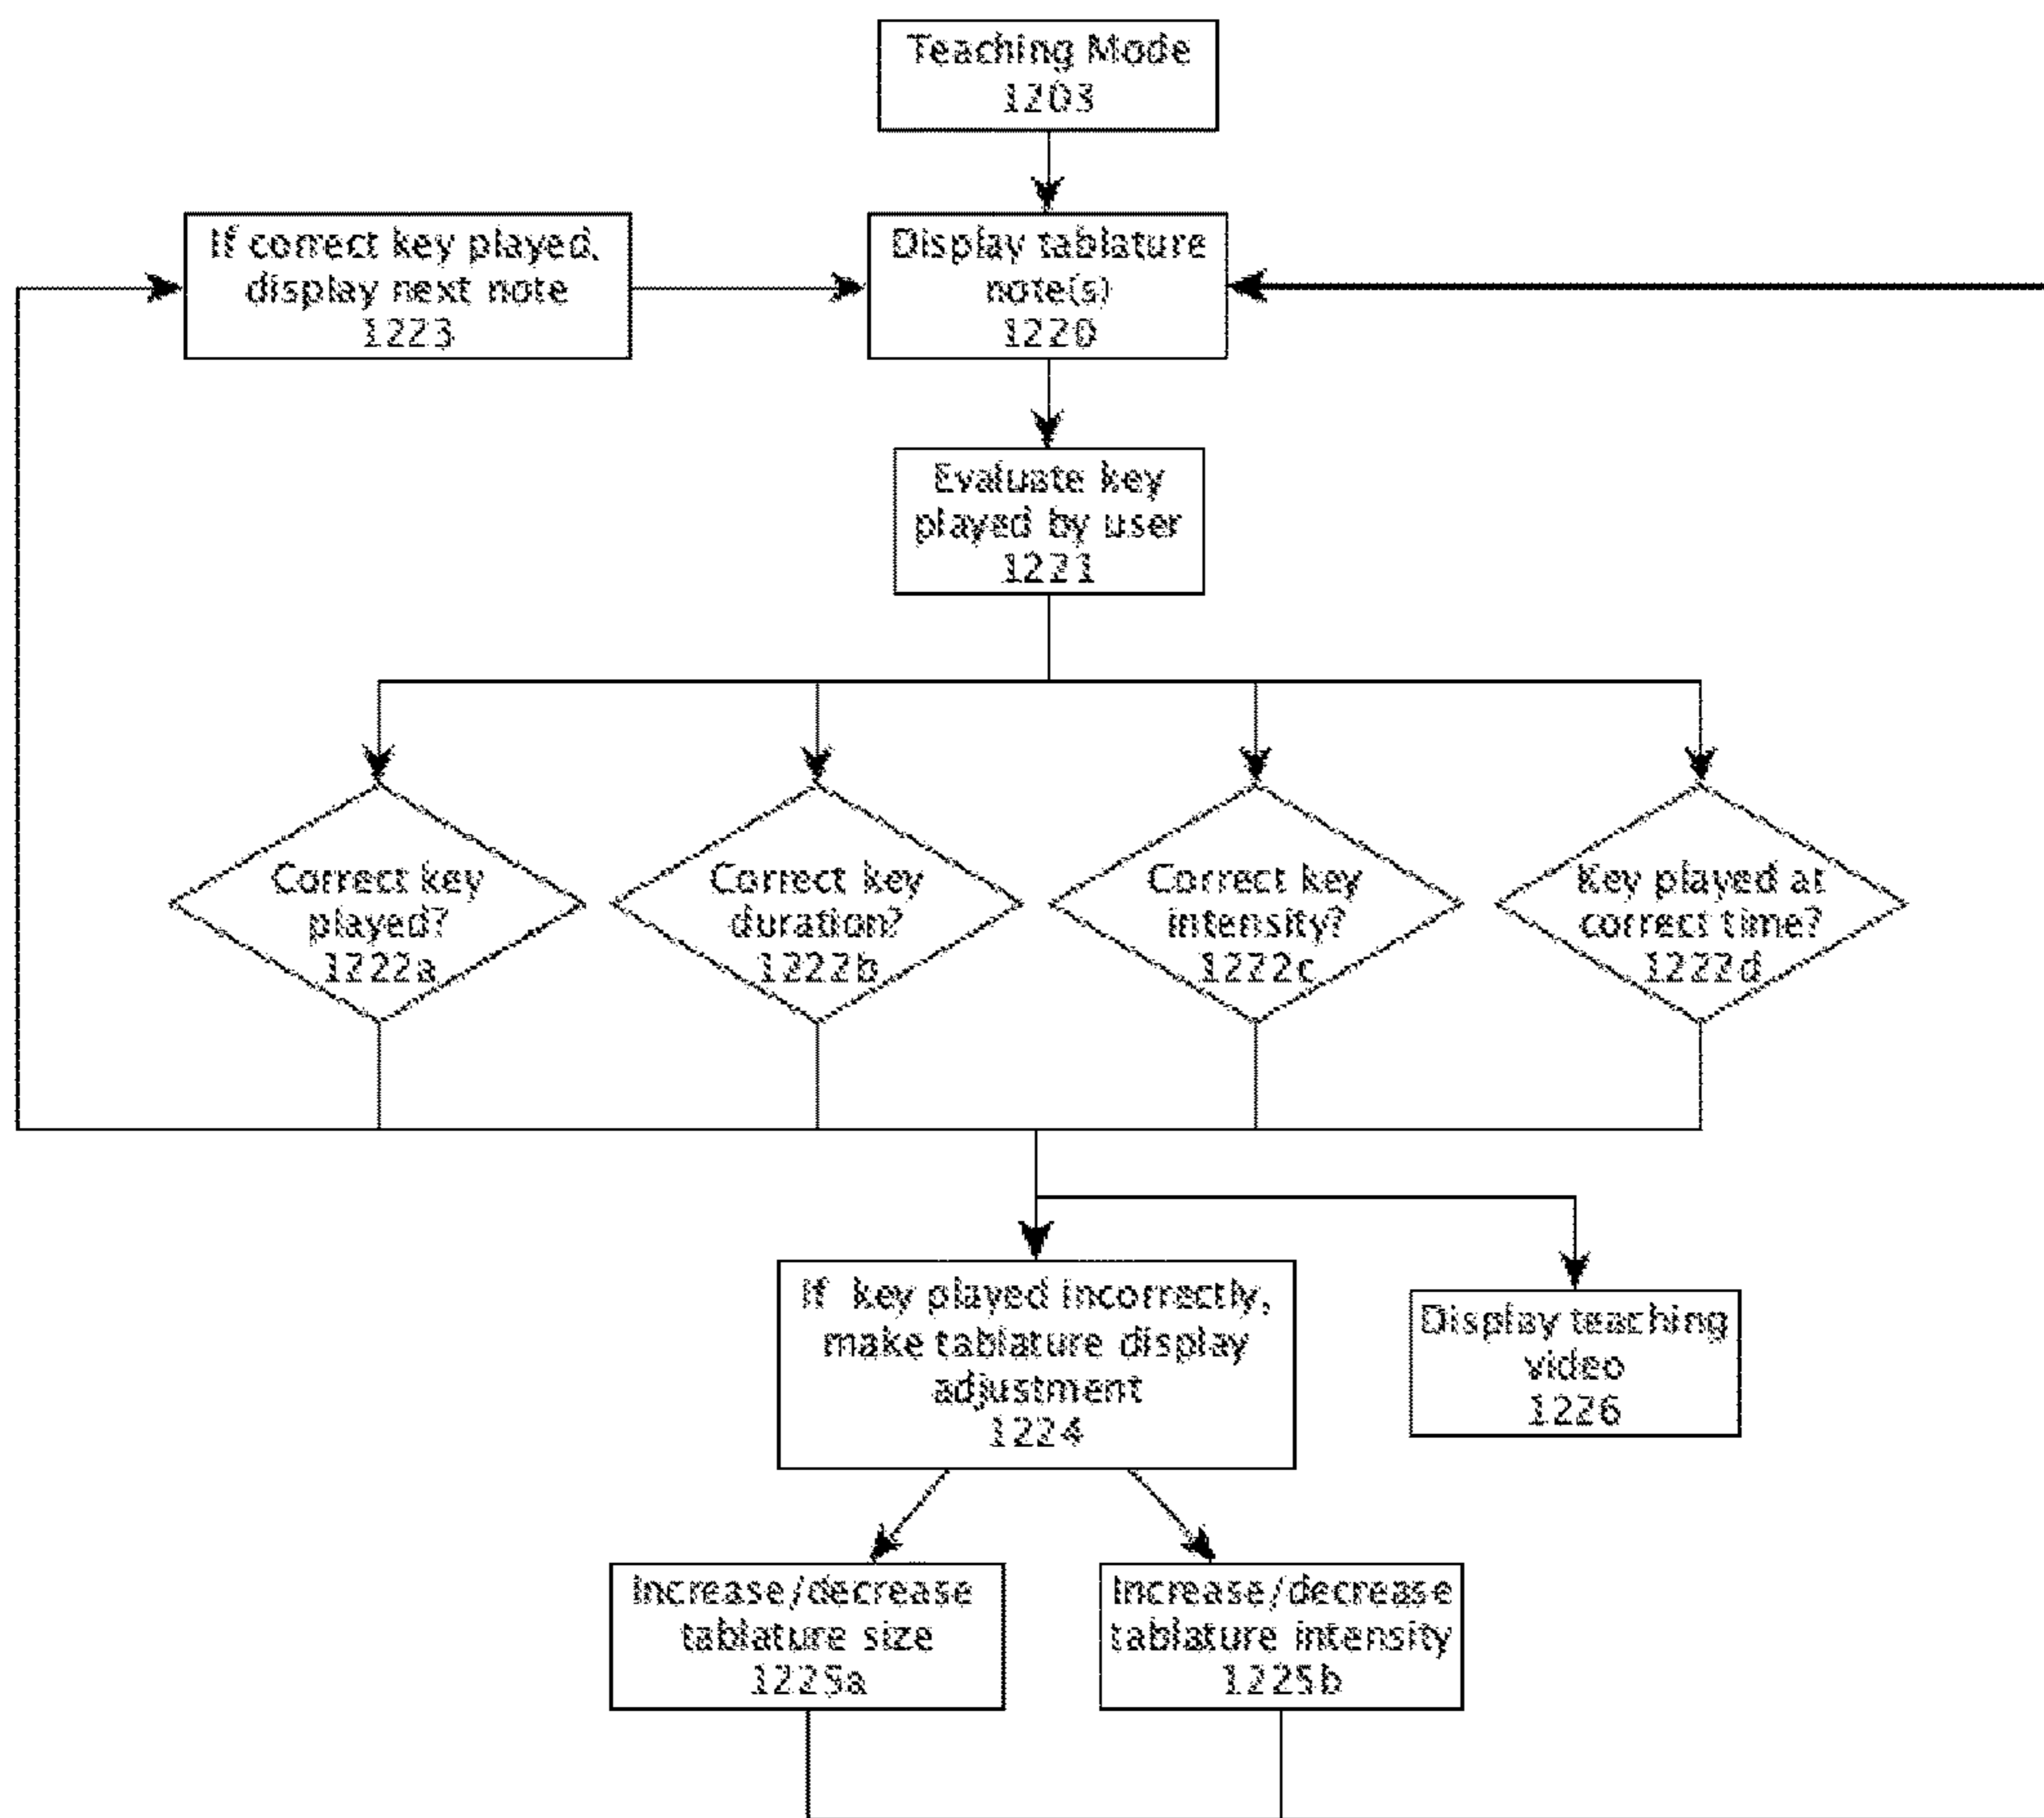 Teaching Mode
1203
If correct key played,
display next note
1223
Display tablature
note(s)
1220
Evaluate key
played by user
1221
Correct key
played?
1222a
Correct key
duration?
1222b
Correct key
intensity?
1222c
Key played at
correct time?
1222d
If key played incorrectly,
make tablature display
adjustment
1224
Display teaching
video
1226
Increase/decrease
tablature size
1225a
Increase/decrease
tablature intensity
1225b